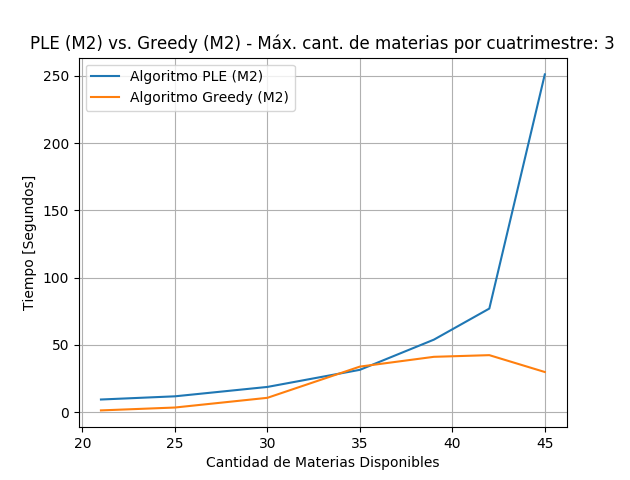 PLE (M2) vs. Greedy (M2) - Máx. cant. de materias por cuatrimestre: 3
Algoritmo PLE (M2)
Algoritmo Greedy (M2)
Tiempo [Segundos]
250
200
150
100
50
0
20 25 30 35 40 45
Cantidad de Materias Disponibles